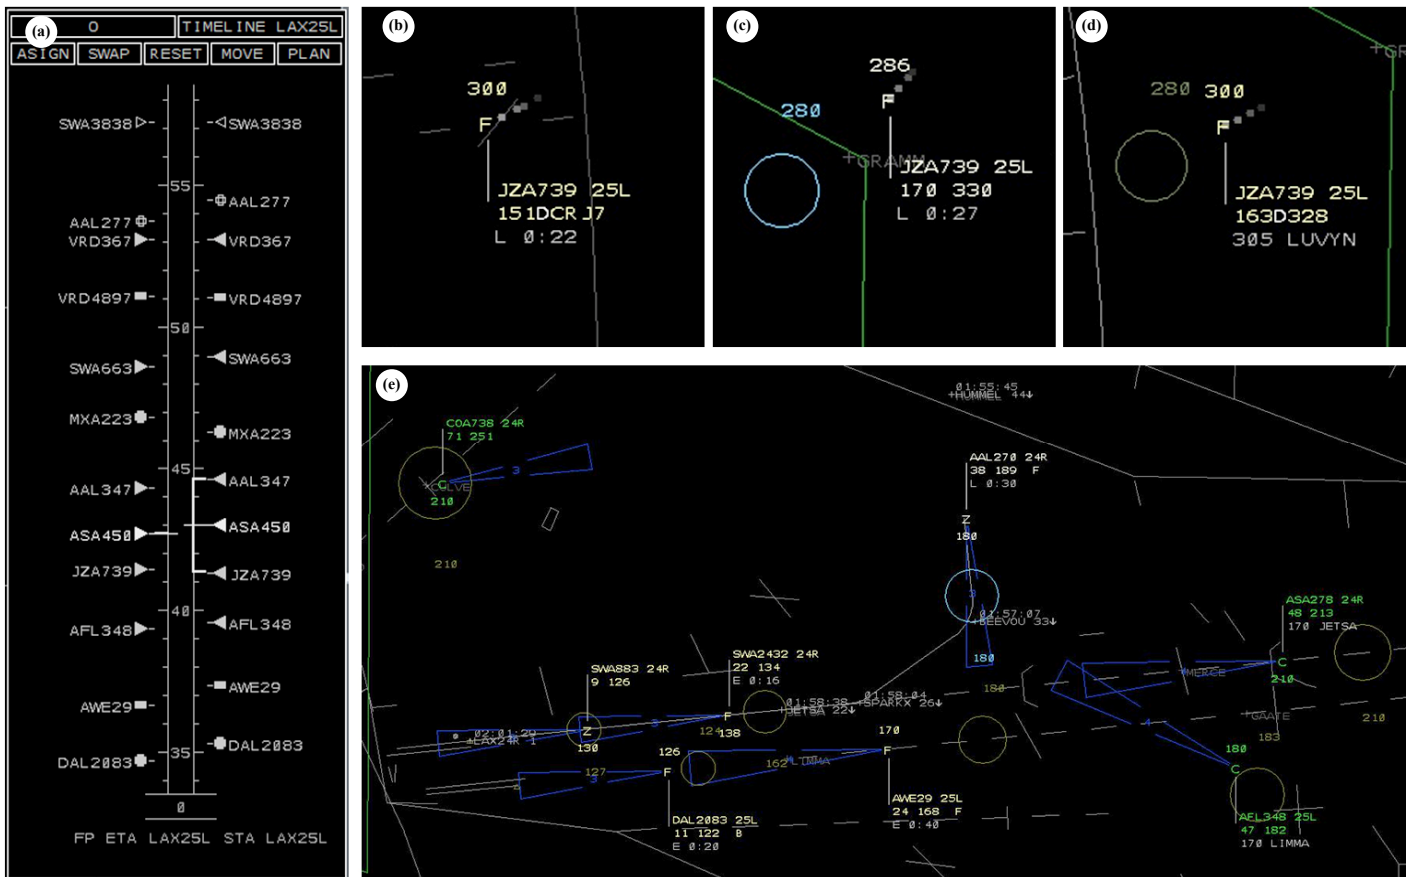 (a)
O TIMELINE LAX25L
ASIGN SWAP RESET MOVE PLAN
SWA3838 SWA3838
55
AAL277
AAL277
VRD367 VRD367
VRD4897 VRD4897
50
SWA663
SWA663
MXA223
MXA223
45
AAL347
AAL347
ASA450
ASA450
JZA739 JZA739
40
AFL348
AFL348
AWE29
AWE29
35
DAL2083
DAL2083
0
FP ETA LAX25L STA LAX25L
(b)
300
F
JZA739 25L
151DCR J7
L 0:22
(c)
286
280
F
GRAMM
JZA739 25L
170 330
L 0:27
(d)
280 300
F
JZA739 25L
163D328
305 LUVYN
(e)
01:55:45
HUMMEL 44↓
COA738 24R
71 251
3
C
210
210
AAL270 24R
38 189 F
L 0:30
Z
180
3
01:57:07
BEEVOU 33↓
180
ASA278 24R
48 213
170 JETSA
C
210
MERCE
SWA2432 24R
22 134
E 0:16
SWA883 24R
9 126
180
01:58:04
SPARKX 26↓
01:58:38
JETSA 22↓
4
GAATE
210
183
F
3
Z
124
138
130
02:01:29
LAX24R 1
126
170
F
162
LIMMA
180
C
127
3
F
DAL2083 25L
11 122 B
E 0:20
AWE29 25L
24 168 F
E 0:40
AFL348 25L
47 182
170 LIMMA